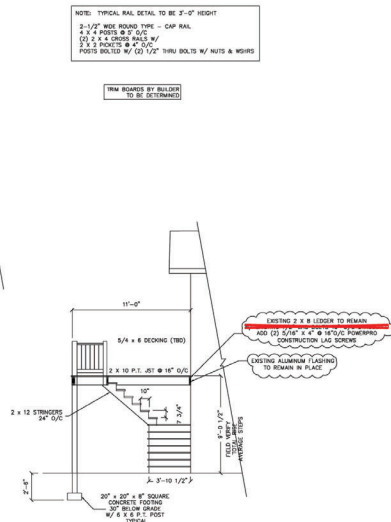 NOTE: TYPICAL RAIL DETAIL TO BE 3'-0" HEIGHT
2-1/2" WIDE ROUND TYPE - CAP RAIL
4 X 4 POSTS @ 5' O/C
(2) 2 X 4 CROSS RAILS W/
2 X 2 PICKETS @ 4" O/C
POSTS BOLTED W/ (2) 1/2" THRU BOLTS W/ NUTS & WSHRS
TRIM BOARDS BY BUILDER
TO BE DETERMINED
11'-0"
5/4 x 6 DECKING (TBD)
2 X 10 P.T. JST @ 16" O/C
EXISTING 2 X 8 LEDGER TO REMAIN
ADD (2) 5/16" X 4" @ 16"O/C POWERPRO
CONSTRUCTION LAG SCREWS
EXISTING ALUMINUM FLASHING
TO REMAIN IN PLACE
10"
7 3/4"
2 x 12 STRINGERS
24" O/C
9'-0 1/2"
FIELD VERIFY
TOTAL RISE
AVERAGE STEPS
3'-10 1/2"
2'-6"
20" x 20" x 8" SQUARE
CONCRETE FOOTING
30" BELOW GRADE
W/ 6 X 6 P.T. POST
TYPICAL